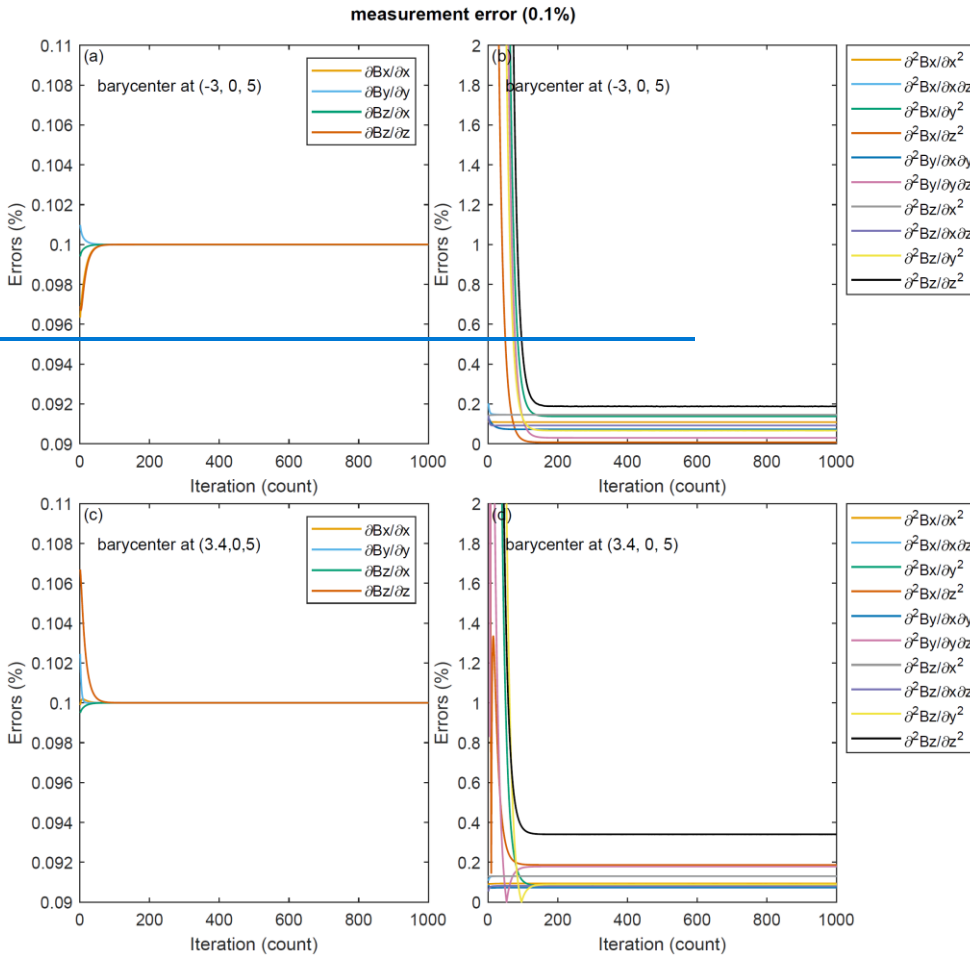 measurement error (0.1%)
(a)
barycenter at (-3, 0, 5)
∂Bx/∂x
∂By/∂y
∂Bz/∂x
∂Bz/∂z
0.11
0.108
0.106
0.104
0.102
0.1
0.098
0.096
0.094
0.092
0.09
Errors (%)
0 200 400 600 800 1000
Iteration (count)
(b)
barycenter at (-3, 0, 5)
2
1.8
1.6
1.4
1.2
1
0.8
0.6
0.4
0.2
0
Errors (%)
0 200 400 600 800 1000
Iteration (count)
∂²Bx/∂x²
∂²Bx/∂x∂z
∂²Bx/∂y²
∂²Bx/∂z²
∂²By/∂x∂y
∂²By/∂y∂z
∂²Bz/∂x²
∂²Bz/∂x∂z
∂²Bz/∂y²
∂²Bz/∂z²
(c)
barycenter at (3.4,0,5)
∂Bx/∂x
∂By/∂y
∂Bz/∂x
∂Bz/∂z
0.11
0.108
0.106
0.104
0.102
0.1
0.098
0.096
0.094
0.092
0.09
Errors (%)
0 200 400 600 800 1000
Iteration (count)
(d)
barycenter at (3.4, 0, 5)
2
1.8
1.6
1.4
1.2
1
0.8
0.6
0.4
0.2
0
Errors (%)
0 200 400 600 800 1000
Iteration (count)
∂²Bx/∂x²
∂²Bx/∂x∂z
∂²Bx/∂y²
∂²Bx/∂z²
∂²By/∂x∂y
∂²By/∂y∂z
∂²Bz/∂x²
∂²Bz/∂x∂z
∂²Bz/∂y²
∂²Bz/∂z²